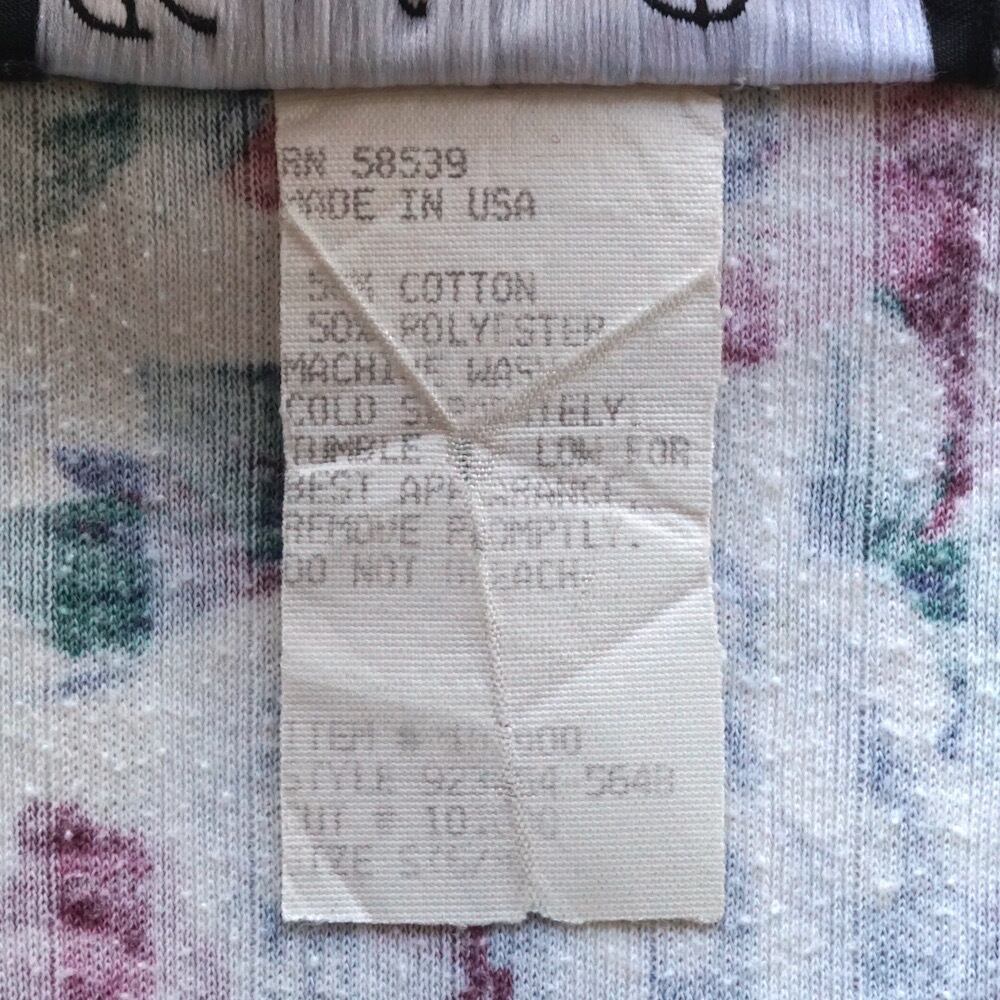 RN 58539
MADE IN USA
50% COTTON
50% POLYESTER
MACHINE WASH
COLD SEPARATELY.
TUMBLE LOW FOR
BEST APPEARANCE,
REMOVE PROMPTLY.
DO NOT BLEACH.
ITEM #
STYLE 5640
CUT #
SIZE